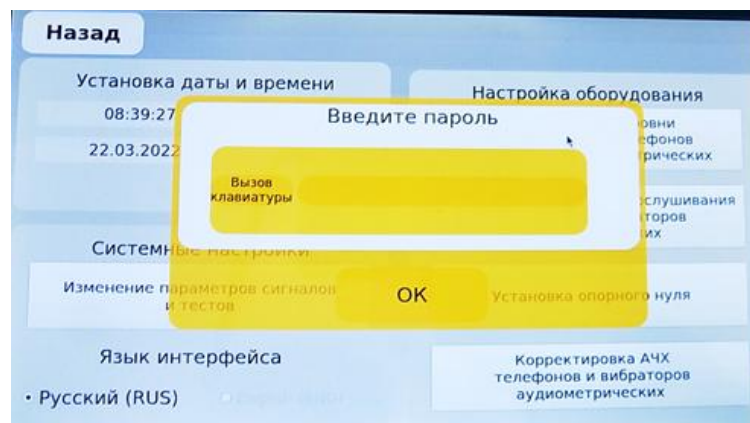 Назад
Установка даты и времени
08:39:27
22.03.2022
Настройка оборудования
Введите пароль
Вызов
клавиатуры
OK
Системные настройки
Изменение параметров сигналов
и тестов
Установка опорного нуля
Язык интерфейса
• Русский (RUS)
Корректировка АЧХ
телефонов и вибраторов
аудиометрических